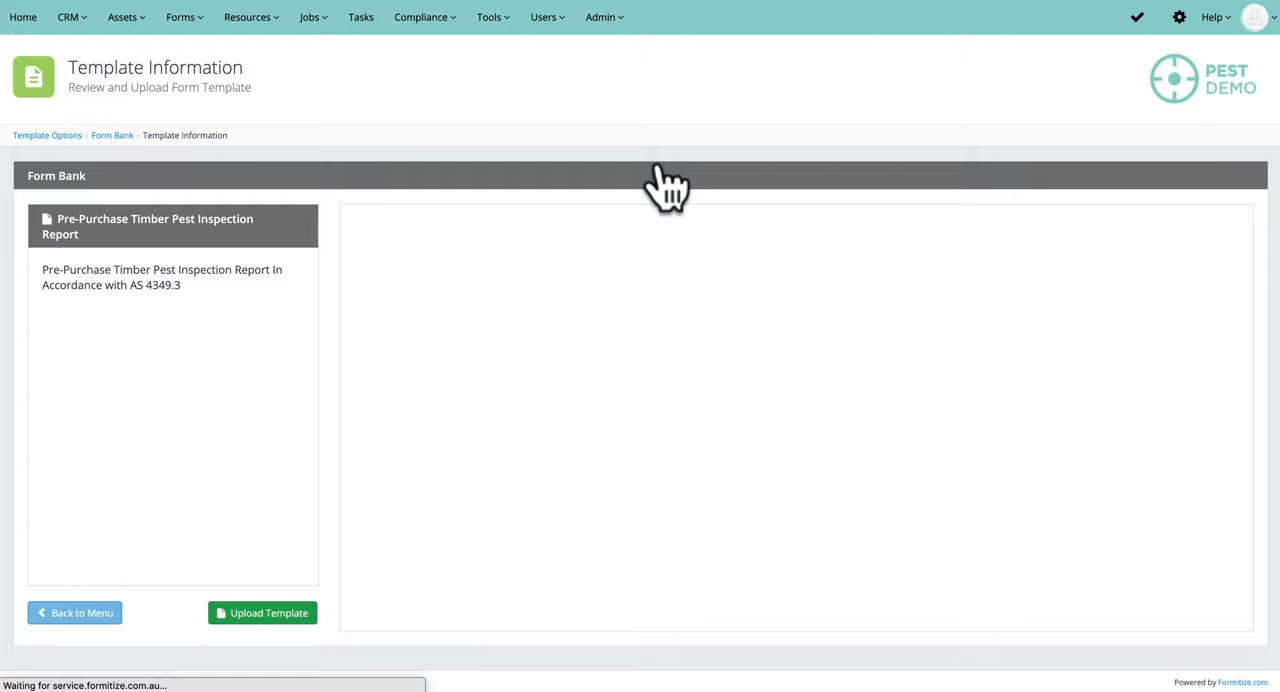 Home CRM Assets Forms Resources Jobs Tasks Compliance Tools Users Admin Help
Template Information
Review and Upload Form Template
PEST
DEMO
Template Options › Form Bank › Template Information
Form Bank
Pre-Purchase Timber Pest Inspection
Report
Pre-Purchase Timber Pest Inspection Report In
Accordance with AS 4349.3
Back to Menu
Upload Template
Waiting for service.formitize.com.au...
Powered by Formitize.com